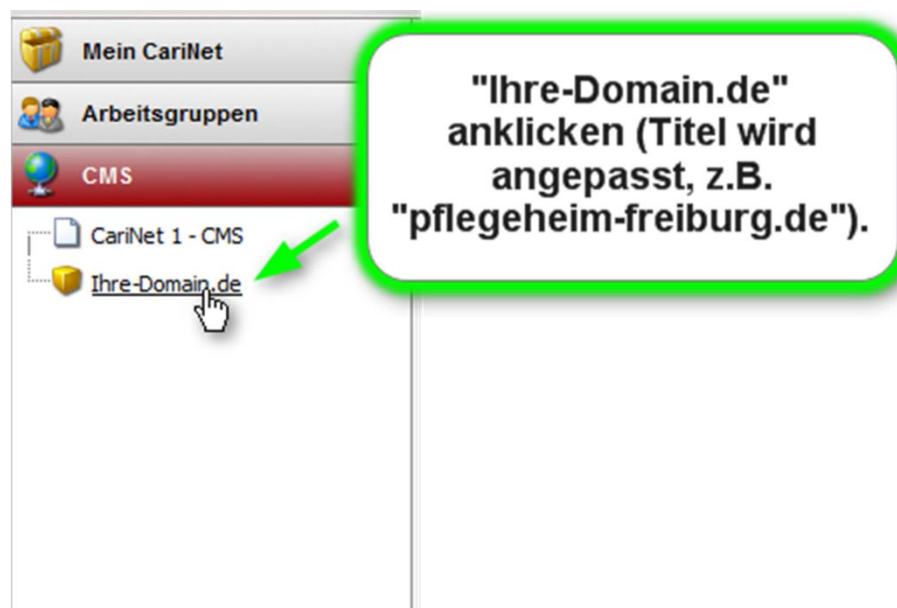 Mein CariNet
Arbeitsgruppen
CMS
CariNet 1 - CMS
Ihre-Domain.de
"Ihre-Domain.de"
anklicken (Titel wird
angepasst, z.B.
"pflegeheim-freiburg.de").